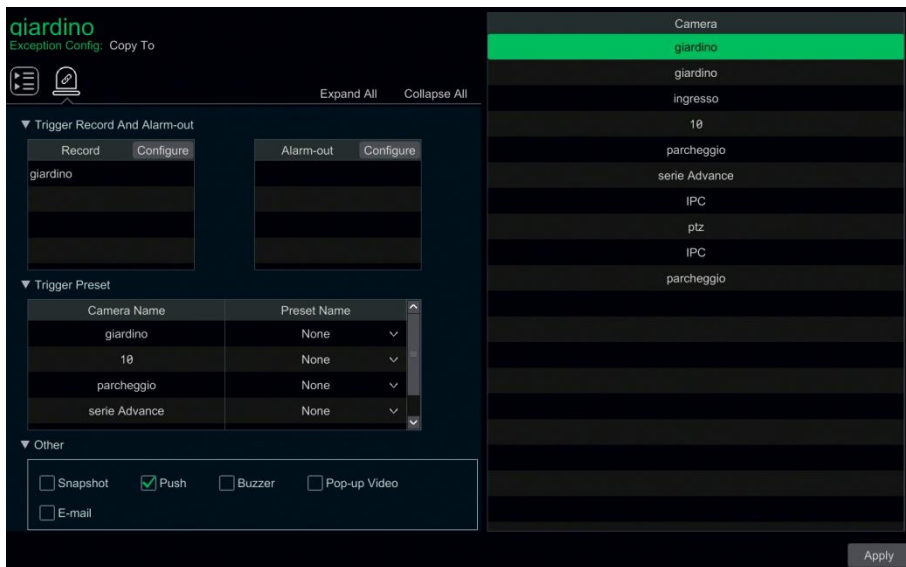 giardino
Exception Config: Copy To
Expand All Collapse All
Trigger Record And Alarm-out
Record Configure
giardino
Alarm-out Configure
Trigger Preset
Camera Name Preset Name
giardino None
10 None
parcheggio None
serie Advance None
Other
Snapshot Push Buzzer Pop-up Video
E-mail
Camera
giardino
giardino
ingresso
10
parcheggio
serie Advance
IPC
ptz
IPC
parcheggio
Apply